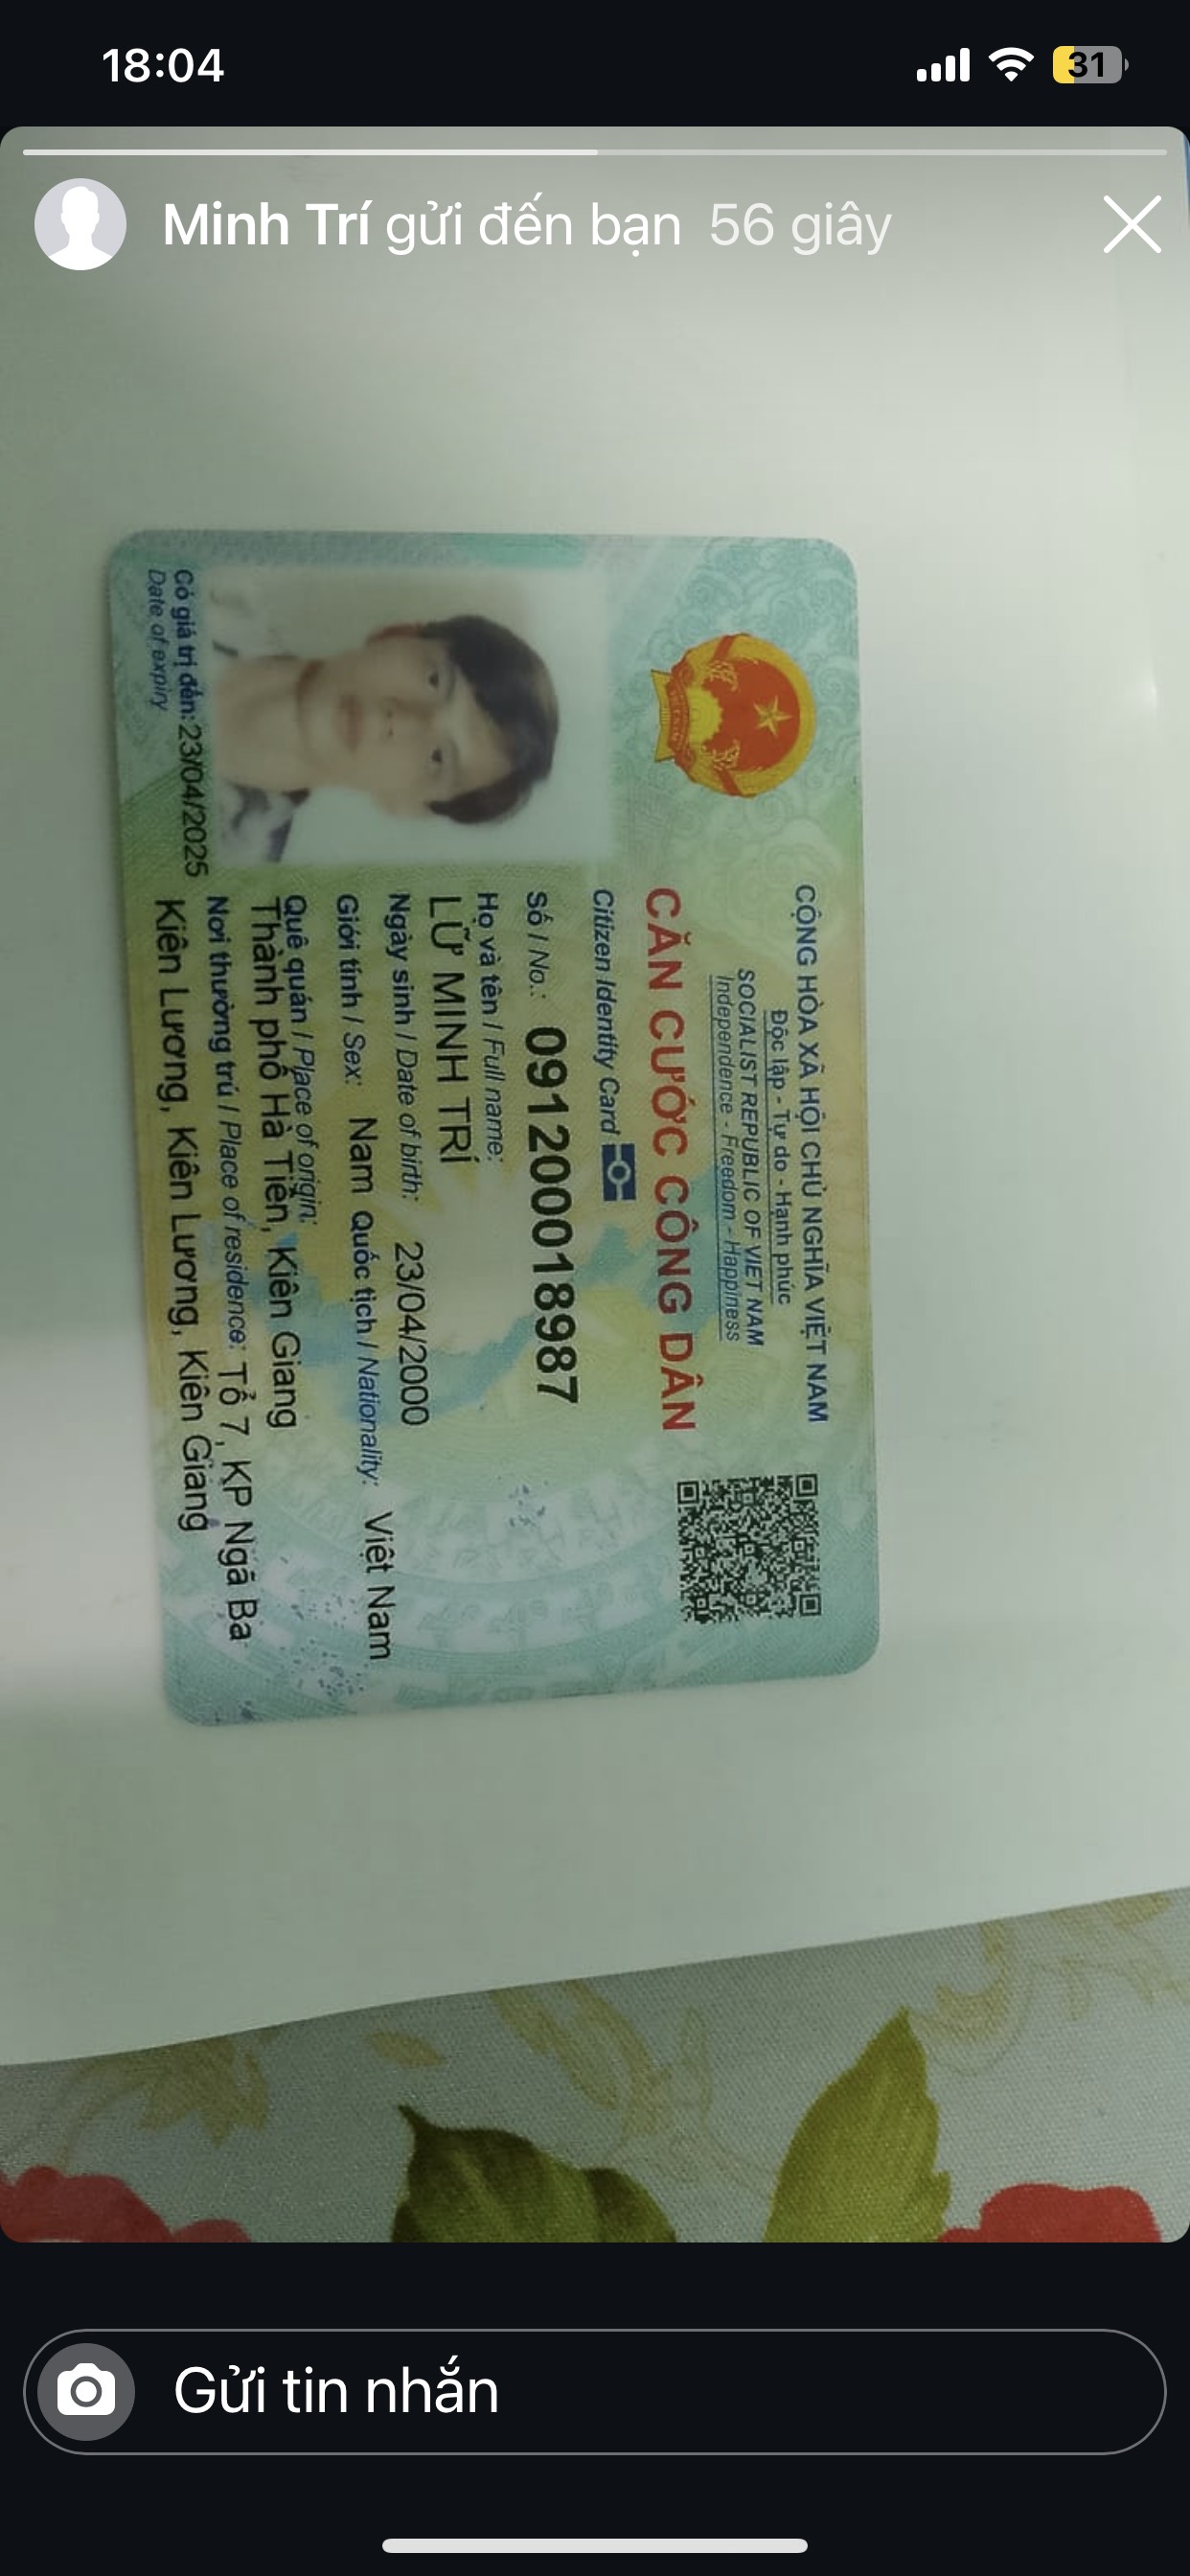 18:04
31
Minh Trí gửi đến bạn 56 giây
CỘNG HÒA XÃ HỘI CHỦ NGHĨA VIỆT NAM
Độc lập - Tự do - Hạnh phúc
SOCIALIST REPUBLIC OF VIET NAM
Independence - Freedom - Happiness
CĂN CƯỚC CÔNG DÂN
Citizen Identity Card
Số / No.: 091200018987
Họ và tên / Full name:
LỮ MINH TRÍ
Ngày sinh / Date of birth: 23/04/2000
Giới tính / Sex: Nam Quốc tịch / Nationality: Việt Nam
Quê quán / Place of origin:
Thành phố Hà Tiên, Kiên Giang
Nơi thường trú / Place of residence: Tổ 7, KP Ngã Ba
Kiên Lương, Kiên Lương, Kiên Giang
Có giá trị đến: 23/04/2025
Date of expiry
Gửi tin nhắn